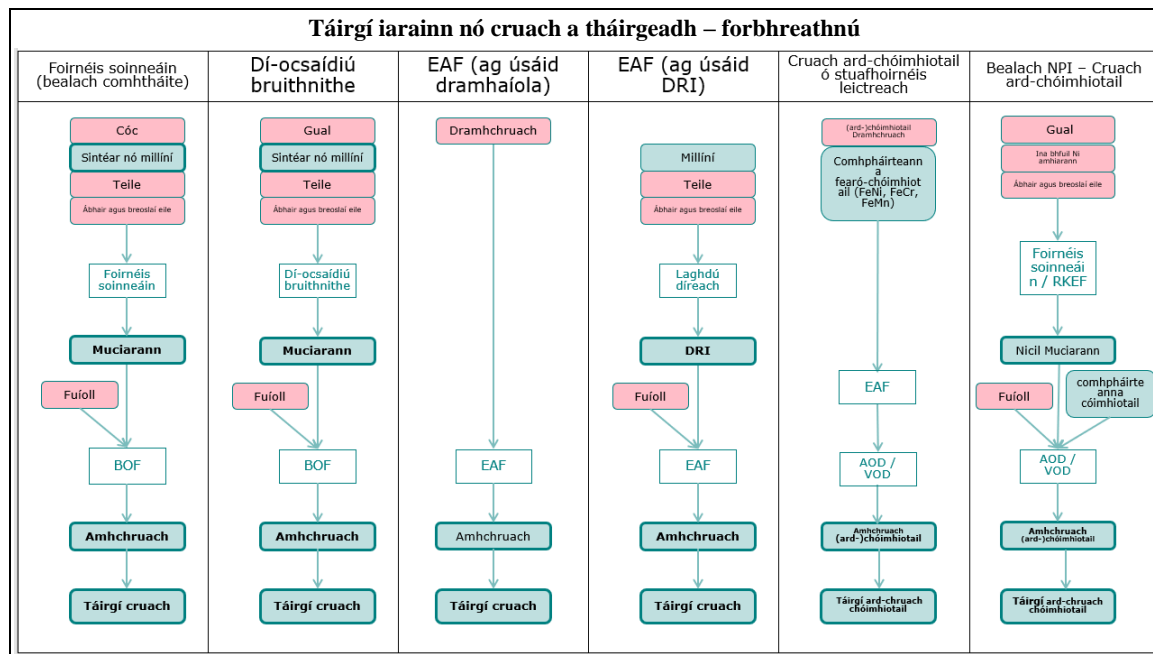 Táirgí iarainn nó cruach a tháirgeadh – forbhreathnú
Foirnéis soinneáin
(bealach comhtháite)
Cóc
Sintéar nó millíní
Teile
Ábhair agus breoslaí eile
Foirnéis
soinneáin
Muciarann
Fuíoll
BOF
Amhchruach
Táirgí cruach
Dí-ocsaídiú
bruithnithe
Gual
Sintéar nó millíní
Teile
Ábhair agus breoslaí eile
Dí-ocsaídiú
bruithnithe
Muciarann
Fuíoll
BOF
Amhchruach
Táirgí cruach
EAF (ag úsáid
dramhaíola)
Dramhchruach
EAF
Amhchruach
Táirgí cruach
EAF (ag úsáid
DRI)
Millíní
Teile
Ábhair agus breoslaí eile
Laghdú
díreach
DRI
Fuíoll
EAF
Amhchruach
Táirgí cruach
Cruach ard-chóimhiotail
ó stuafhoirnéis
leictreach
(ard-)chóimhiotail
Dramhchruach
Comhpháirteann
a
fearó-chóimhiot
ail (FeNi, FeCr,
FeMn)
EAF
AOD /
VOD
Amhchruach
(ard-)chóimhiotail
Táirgí ard-chruach
chóimhiotail
Bealach NPI – Cruach
ard-chóimhiotail
Gual
Ina bhfuil Ni
amhiarann
Ábhair agus breoslaí eile
Foirnéis
soinneái
n / RKEF
Nicil Muciarann
Fuíoll
comhpháirte
anna
cóimhiotail
AOD /
VOD
Amhchruach
(ard-)chóimhiotail
Táirgí ard-chruach
chóimhiotail